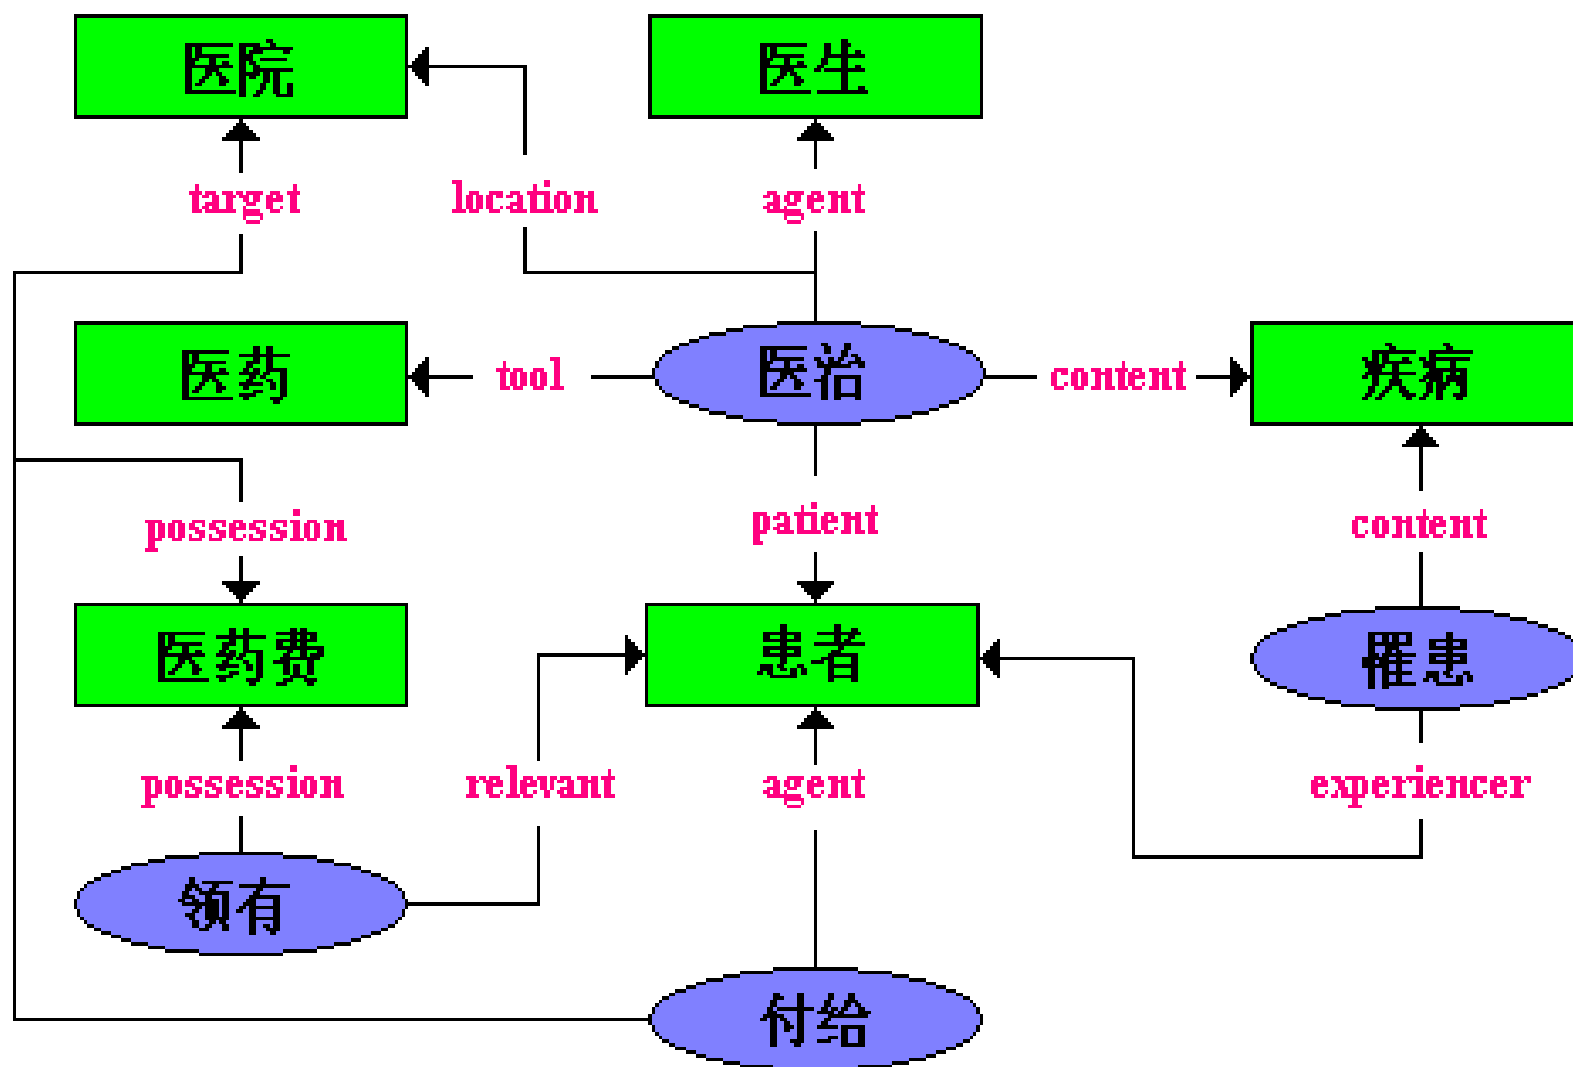 医院
医生
target
location
agent
医药
tool
医治
content
疾病
possession
patient
content
医药费
患者
罹患
possession
relevant
agent
experiencer
领有
付给